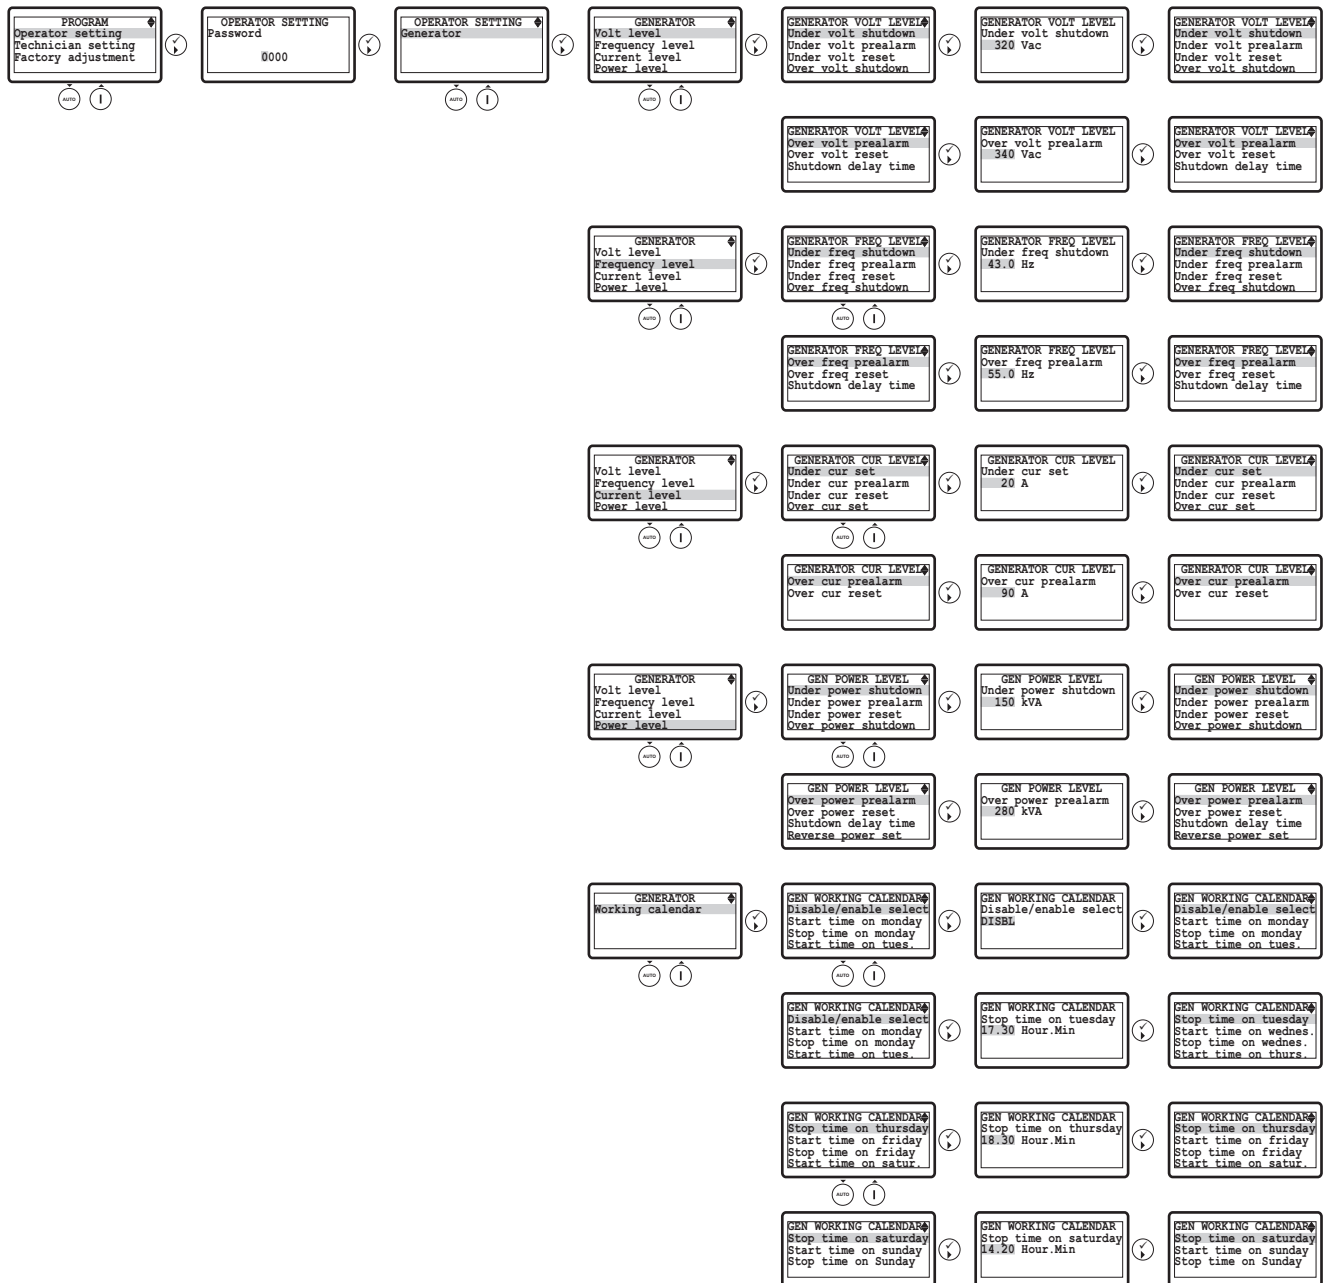 PROGRAM
Operator setting
Technician setting
Factory adjustment
AUTO I
OPERATOR SETTING
Password
0000
OPERATOR SETTING
Generator
AUTO I
GENERATOR
Volt level
Frequency level
Current level
Power level
AUTO I
GENERATOR VOLT LEVEL
Under volt shutdown
Under volt prealarm
Under volt reset
Over volt shutdown
GENERATOR VOLT LEVEL
Under volt shutdown
320 Vac
GENERATOR VOLT LEVEL
Under volt shutdown
Under volt prealarm
Under volt reset
Over volt shutdown
GENERATOR VOLT LEVEL
Over volt prealarm
Over volt reset
Shutdown delay time
GENERATOR VOLT LEVEL
Over volt prealarm
340 Vac
GENERATOR VOLT LEVEL
Over volt prealarm
Over volt reset
Shutdown delay time
GENERATOR
Volt level
Frequency level
Current level
Power level
AUTO I
GENERATOR FREQ LEVEL
Under freq shutdown
Under freq prealarm
Under freq reset
Over freq shutdown
AUTO I
GENERATOR FREQ LEVEL
Under freq shutdown
43.0 Hz
GENERATOR FREQ LEVEL
Under freq shutdown
Under freq prealarm
Under freq reset
Over freq shutdown
GENERATOR FREQ LEVEL
Over freq prealarm
Over freq reset
Shutdown delay time
GENERATOR FREQ LEVEL
Over freq prealarm
55.0 Hz
GENERATOR FREQ LEVEL
Over freq prealarm
Over freq reset
Shutdown delay time
GENERATOR
Volt level
Frequency level
Current level
Power level
AUTO I
GENERATOR CUR LEVEL
Under cur set
Under cur prealarm
Under cur reset
Over cur set
AUTO I
GENERATOR CUR LEVEL
Under cur set
20 A
GENERATOR CUR LEVEL
Under cur set
Under cur prealarm
Under cur reset
Over cur set
GENERATOR CUR LEVEL
Over cur prealarm
Over cur reset
GENERATOR CUR LEVEL
Over cur prealarm
90 A
GENERATOR CUR LEVEL
Over cur prealarm
Over cur reset
GENERATOR
Volt level
Frequency level
Current level
Power level
AUTO I
GEN POWER LEVEL
Under power shutdown
Under power prealarm
Under power reset
Over power shutdown
AUTO I
GEN POWER LEVEL
Under power shutdown
150 kVA
GEN POWER LEVEL
Under power shutdown
Under power prealarm
Under power reset
Over power shutdown
GEN POWER LEVEL
Over power prealarm
Over power reset
Shutdown delay time
Reverse power set
GEN POWER LEVEL
Over power prealarm
280 kVA
GEN POWER LEVEL
Over power prealarm
Over power reset
Shutdown delay time
Reverse power set
GENERATOR
Working calendar
AUTO I
GEN WORKING CALENDAR
Disable/enable select
Start time on monday
Stop time on monday
Start time on tues.
AUTO I
GEN WORKING CALENDAR
Disable/enable select
DISBL
GEN WORKING CALENDAR
Disable/enable select
Start time on monday
Stop time on monday
Start time on tues.
GEN WORKING CALENDAR
Disable/enable select
Start time on monday
Stop time on monday
Start time on tues.
GEN WORKING CALENDAR
Stop time on tuesday
17.30 Hour.Min
GEN WORKING CALENDAR
Stop time on tuesday
Start time on wednes.
Stop time on wednes.
Start time on thurs.
GEN WORKING CALENDAR
Stop time on thursday
Start time on friday
Stop time on friday
Start time on satur.
AUTO I
GEN WORKING CALENDAR
Stop time on thursday
18.30 Hour.Min
GEN WORKING CALENDAR
Stop time on thursday
Start time on friday
Stop time on friday
Start time on satur.
GEN WORKING CALENDAR
Stop time on saturday
Start time on sunday
Stop time on Sunday
GEN WORKING CALENDAR
Stop time on saturday
14.20 Hour.Min
GEN WORKING CALENDAR
Stop time on saturday
Start time on sunday
Stop time on Sunday